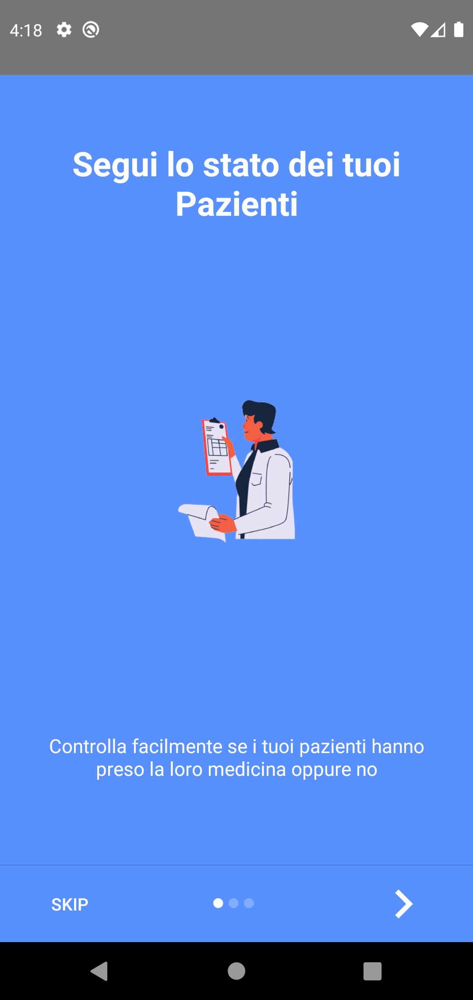 4:18
Segui lo stato dei tuoi
Pazienti
Controlla facilmente se i tuoi pazienti hanno
preso la loro medicina oppure no
SKIP